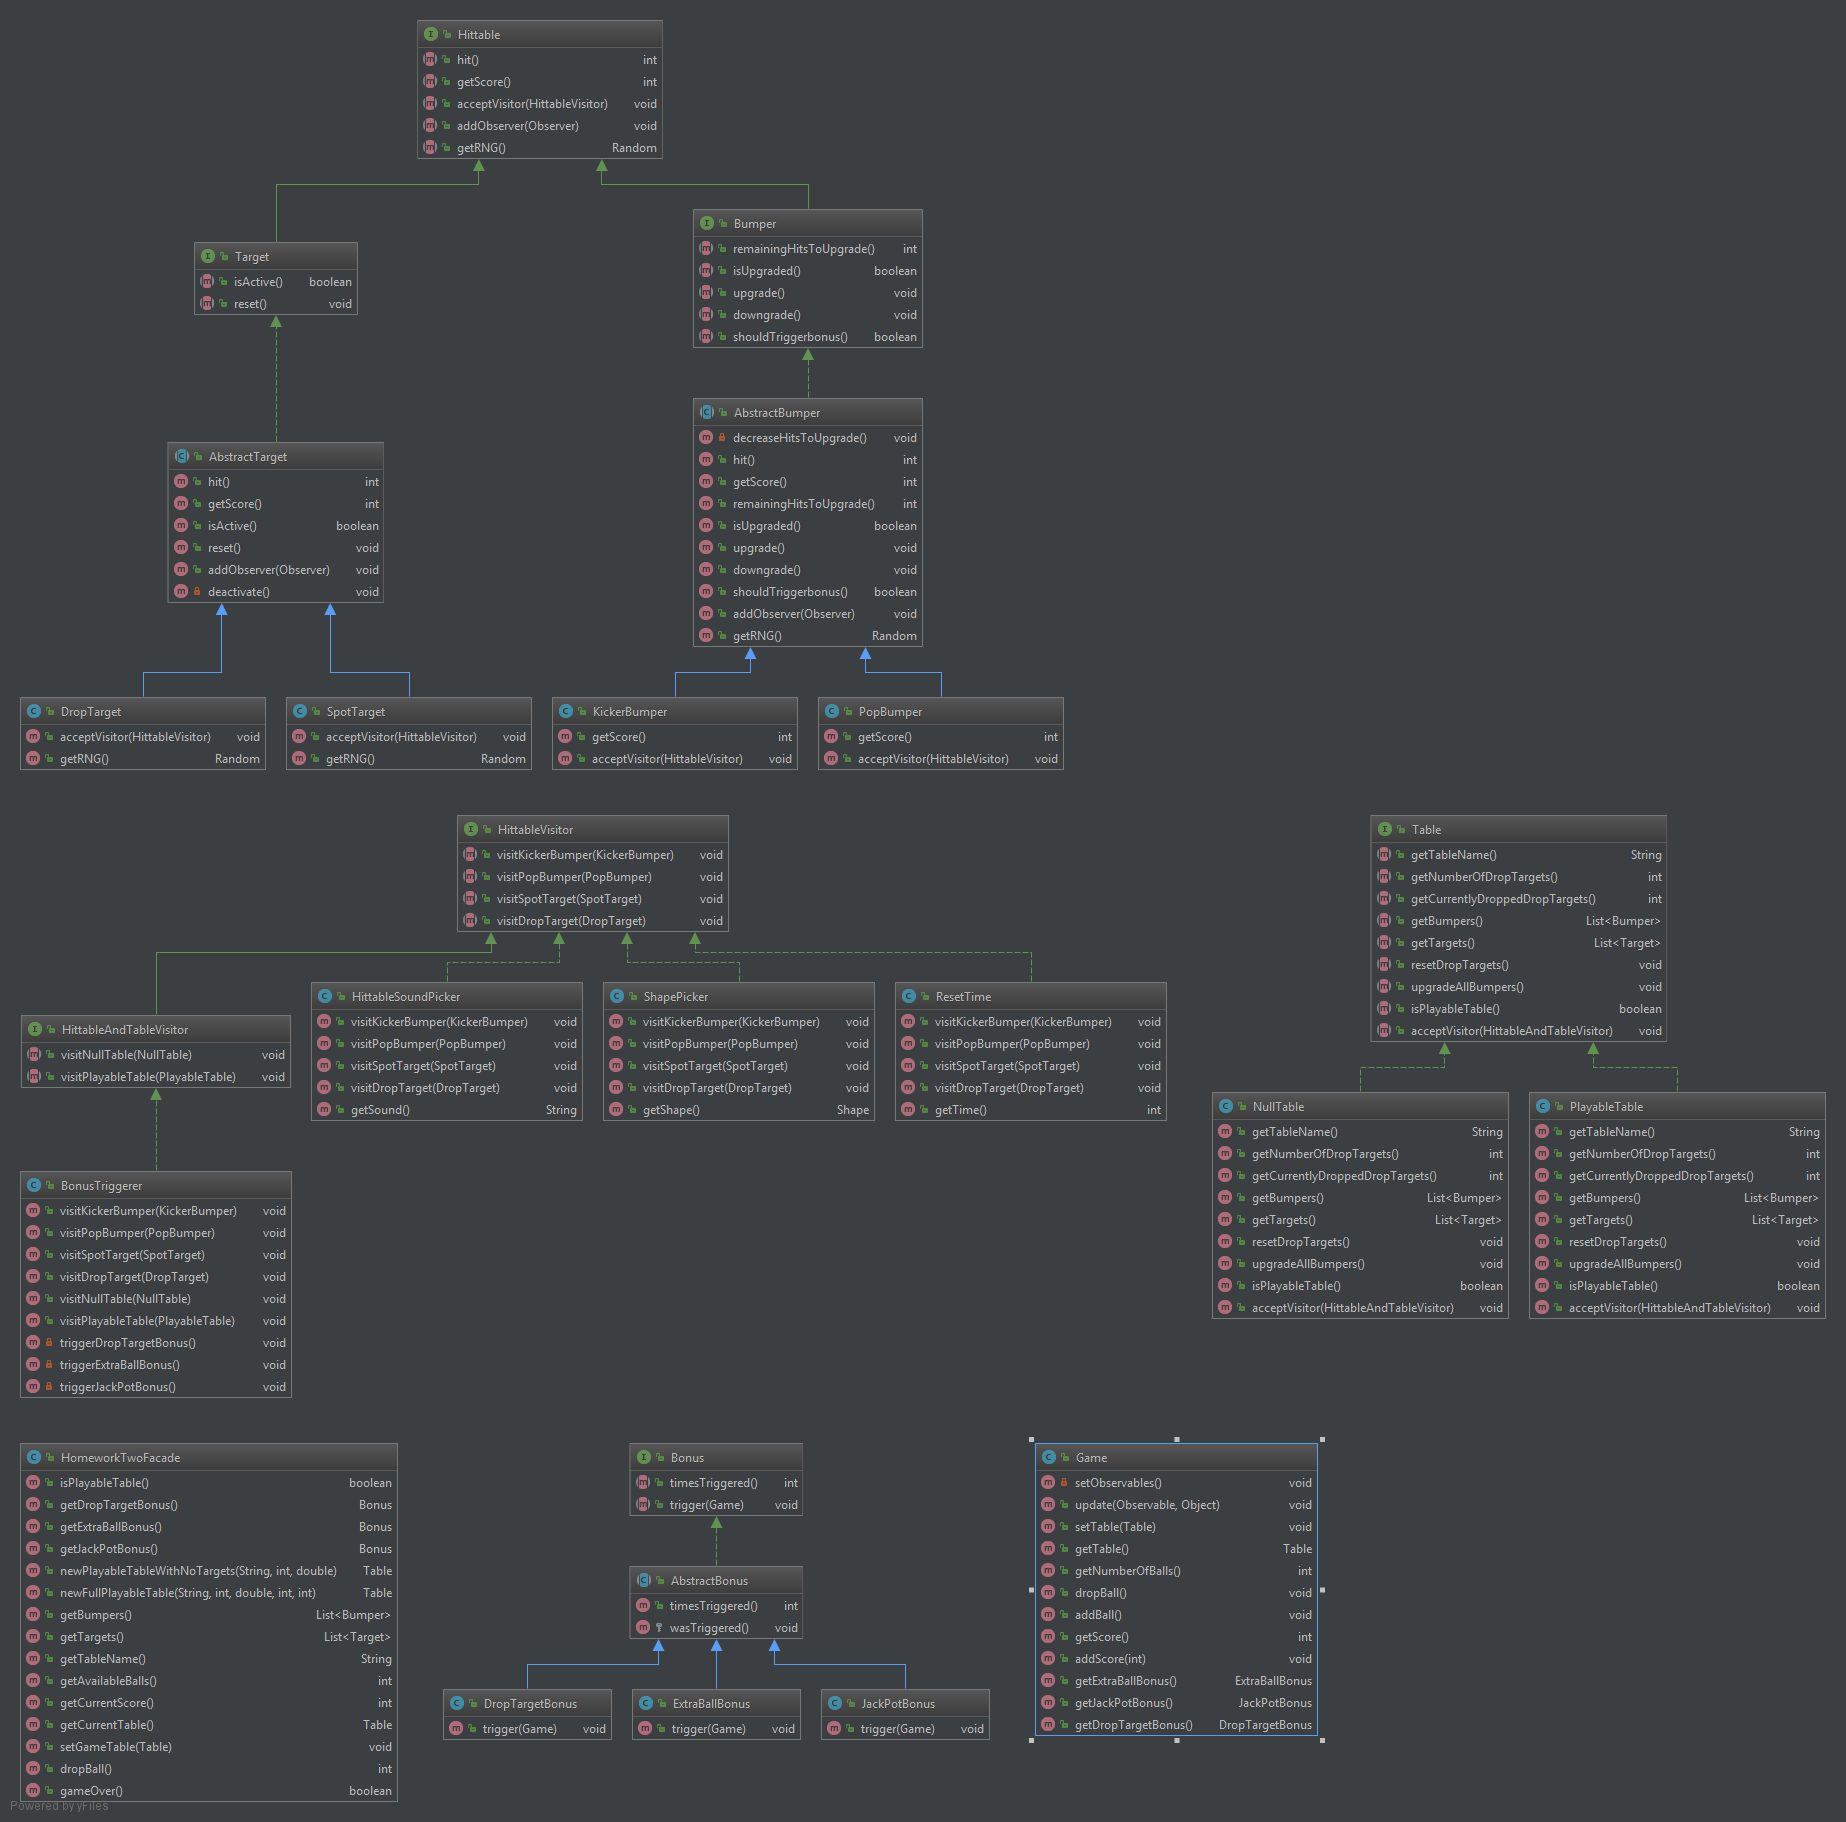 Hittable
hit() int
getScore() int
acceptVisitor(HittableVisitor) void
addObserver(Observer) void
getRNG() Random
Target
isActive() boolean
reset() void
Bumper
remainingHitsToUpgrade() int
isUpgraded() boolean
upgrade() void
downgrade() void
shouldTriggerbonus() boolean
AbstractTarget
hit() int
getScore() int
isActive() boolean
reset() void
addObserver(Observer) void
deactivate() void
AbstractBumper
decreaseHitsToUpgrade() void
hit() int
getScore() int
remainingHitsToUpgrade() int
isUpgraded() boolean
upgrade() void
downgrade() void
shouldTriggerbonus() boolean
addObserver(Observer) void
getRNG() Random
DropTarget
acceptVisitor(HittableVisitor) void
getRNG() Random
SpotTarget
acceptVisitor(HittableVisitor) void
getRNG() Random
KickerBumper
getScore() int
acceptVisitor(HittableVisitor) void
PopBumper
getScore() int
acceptVisitor(HittableVisitor) void
HittableVisitor
visitKickerBumper(KickerBumper) void
visitPopBumper(PopBumper) void
visitSpotTarget(SpotTarget) void
visitDropTarget(DropTarget) void
Table
getTableName() String
getNumberOfDropTargets() int
getCurrentlyDroppedDropTargets() int
getBumpers() List<Bumper>
getTargets() List<Target>
resetDropTargets() void
upgradeAllBumpers() void
isPlayableTable() boolean
acceptVisitor(HittableAndTableVisitor) void
HittableAndTableVisitor
visitNullTable(NullTable) void
visitPlayableTable(PlayableTable) void
HittableSoundPicker
visitKickerBumper(KickerBumper) void
visitPopBumper(PopBumper) void
visitSpotTarget(SpotTarget) void
visitDropTarget(DropTarget) void
getSound() String
ShapePicker
visitKickerBumper(KickerBumper) void
visitPopBumper(PopBumper) void
visitSpotTarget(SpotTarget) void
visitDropTarget(DropTarget) void
getShape() Shape
ResetTime
visitKickerBumper(KickerBumper) void
visitPopBumper(PopBumper) void
visitSpotTarget(SpotTarget) void
visitDropTarget(DropTarget) void
getTime() int
NullTable
getTableName() String
getNumberOfDropTargets() int
getCurrentlyDroppedDropTargets() int
getBumpers() List<Bumper>
getTargets() List<Target>
resetDropTargets() void
upgradeAllBumpers() void
isPlayableTable() boolean
acceptVisitor(HittableAndTableVisitor) void
PlayableTable
getTableName() String
getNumberOfDropTargets() int
getCurrentlyDroppedDropTargets() int
getBumpers() List<Bumper>
getTargets() List<Target>
resetDropTargets() void
upgradeAllBumpers() void
isPlayableTable() boolean
acceptVisitor(HittableAndTableVisitor) void
BonusTriggerer
visitKickerBumper(KickerBumper) void
visitPopBumper(PopBumper) void
visitSpotTarget(SpotTarget) void
visitDropTarget(DropTarget) void
visitNullTable(NullTable) void
visitPlayableTable(PlayableTable) void
triggerDropTargetBonus() void
triggerExtraBallBonus() void
triggerJackPotBonus() void
HomeworkTwoFacade
isPlayableTable() boolean
getDropTargetBonus() Bonus
getExtraBallBonus() Bonus
getJackPotBonus() Bonus
newPlayableTableWithNoTargets(String, int, double) Table
newFullPlayableTable(String, int, double, int, int) Table
getBumpers() List<Bumper>
getTargets() List<Target>
getTableName() String
getAvailableBalls() int
getCurrentScore() int
getCurrentTable() Table
setGameTable(Table) void
dropBall() int
gameOver() boolean
Bonus
timesTriggered() int
trigger(Game) void
AbstractBonus
timesTriggered() int
wasTriggered() void
DropTargetBonus
trigger(Game) void
ExtraBallBonus
trigger(Game) void
JackPotBonus
trigger(Game) void
Game
setObservables() void
update(Observable, Object) void
setTable(Table) void
getTable() Table
getNumberOfBalls() int
dropBall() void
addBall() void
getScore() int
addScore(int) void
getExtraBallBonus() ExtraBallBonus
getJackPotBonus() JackPotBonus
getDropTargetBonus() DropTargetBonus
Powered by yFiles